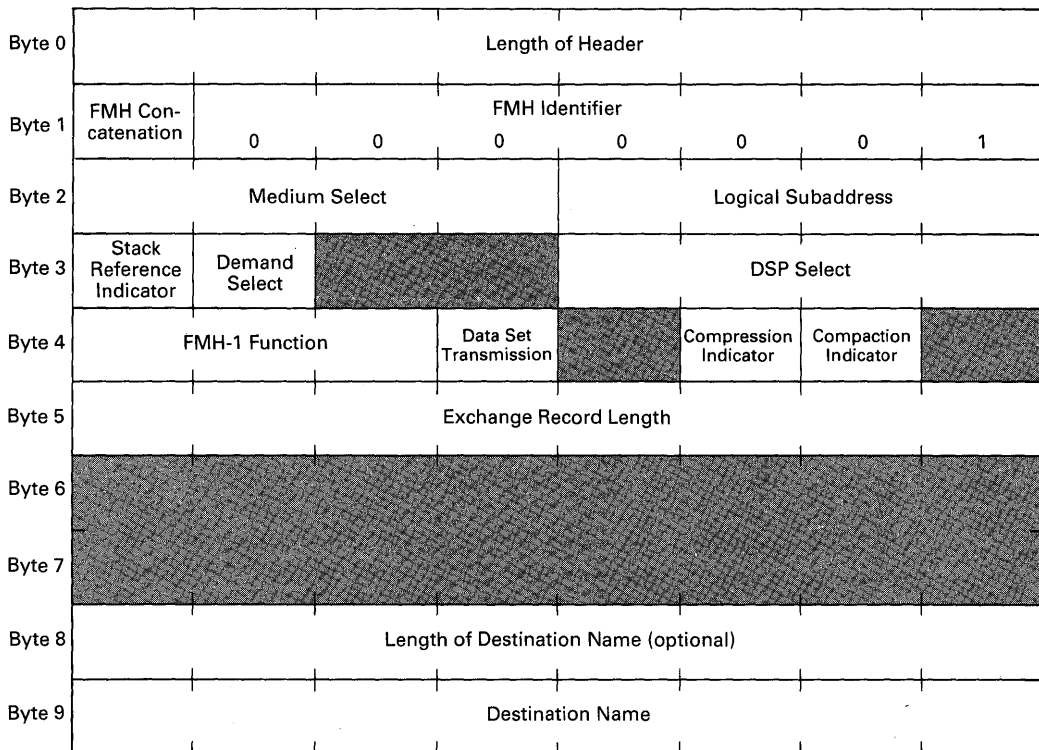 Byte 0
Length of Header
Byte 1
FMH Con-
catenation
FMH Identifier
0 0 0 0 0 0 1
Byte 2
Medium Select
Logical Subaddress
Byte 3
Stack
Reference
Indicator
Demand
Select
DSP Select
Byte 4
FMH-1 Function
Data Set
Transmission
Compression
Indicator
Compaction
Indicator
Byte 5
Exchange Record Length
Byte 6
Byte 7
Byte 8
Length of Destination Name (optional)
Byte 9
Destination Name